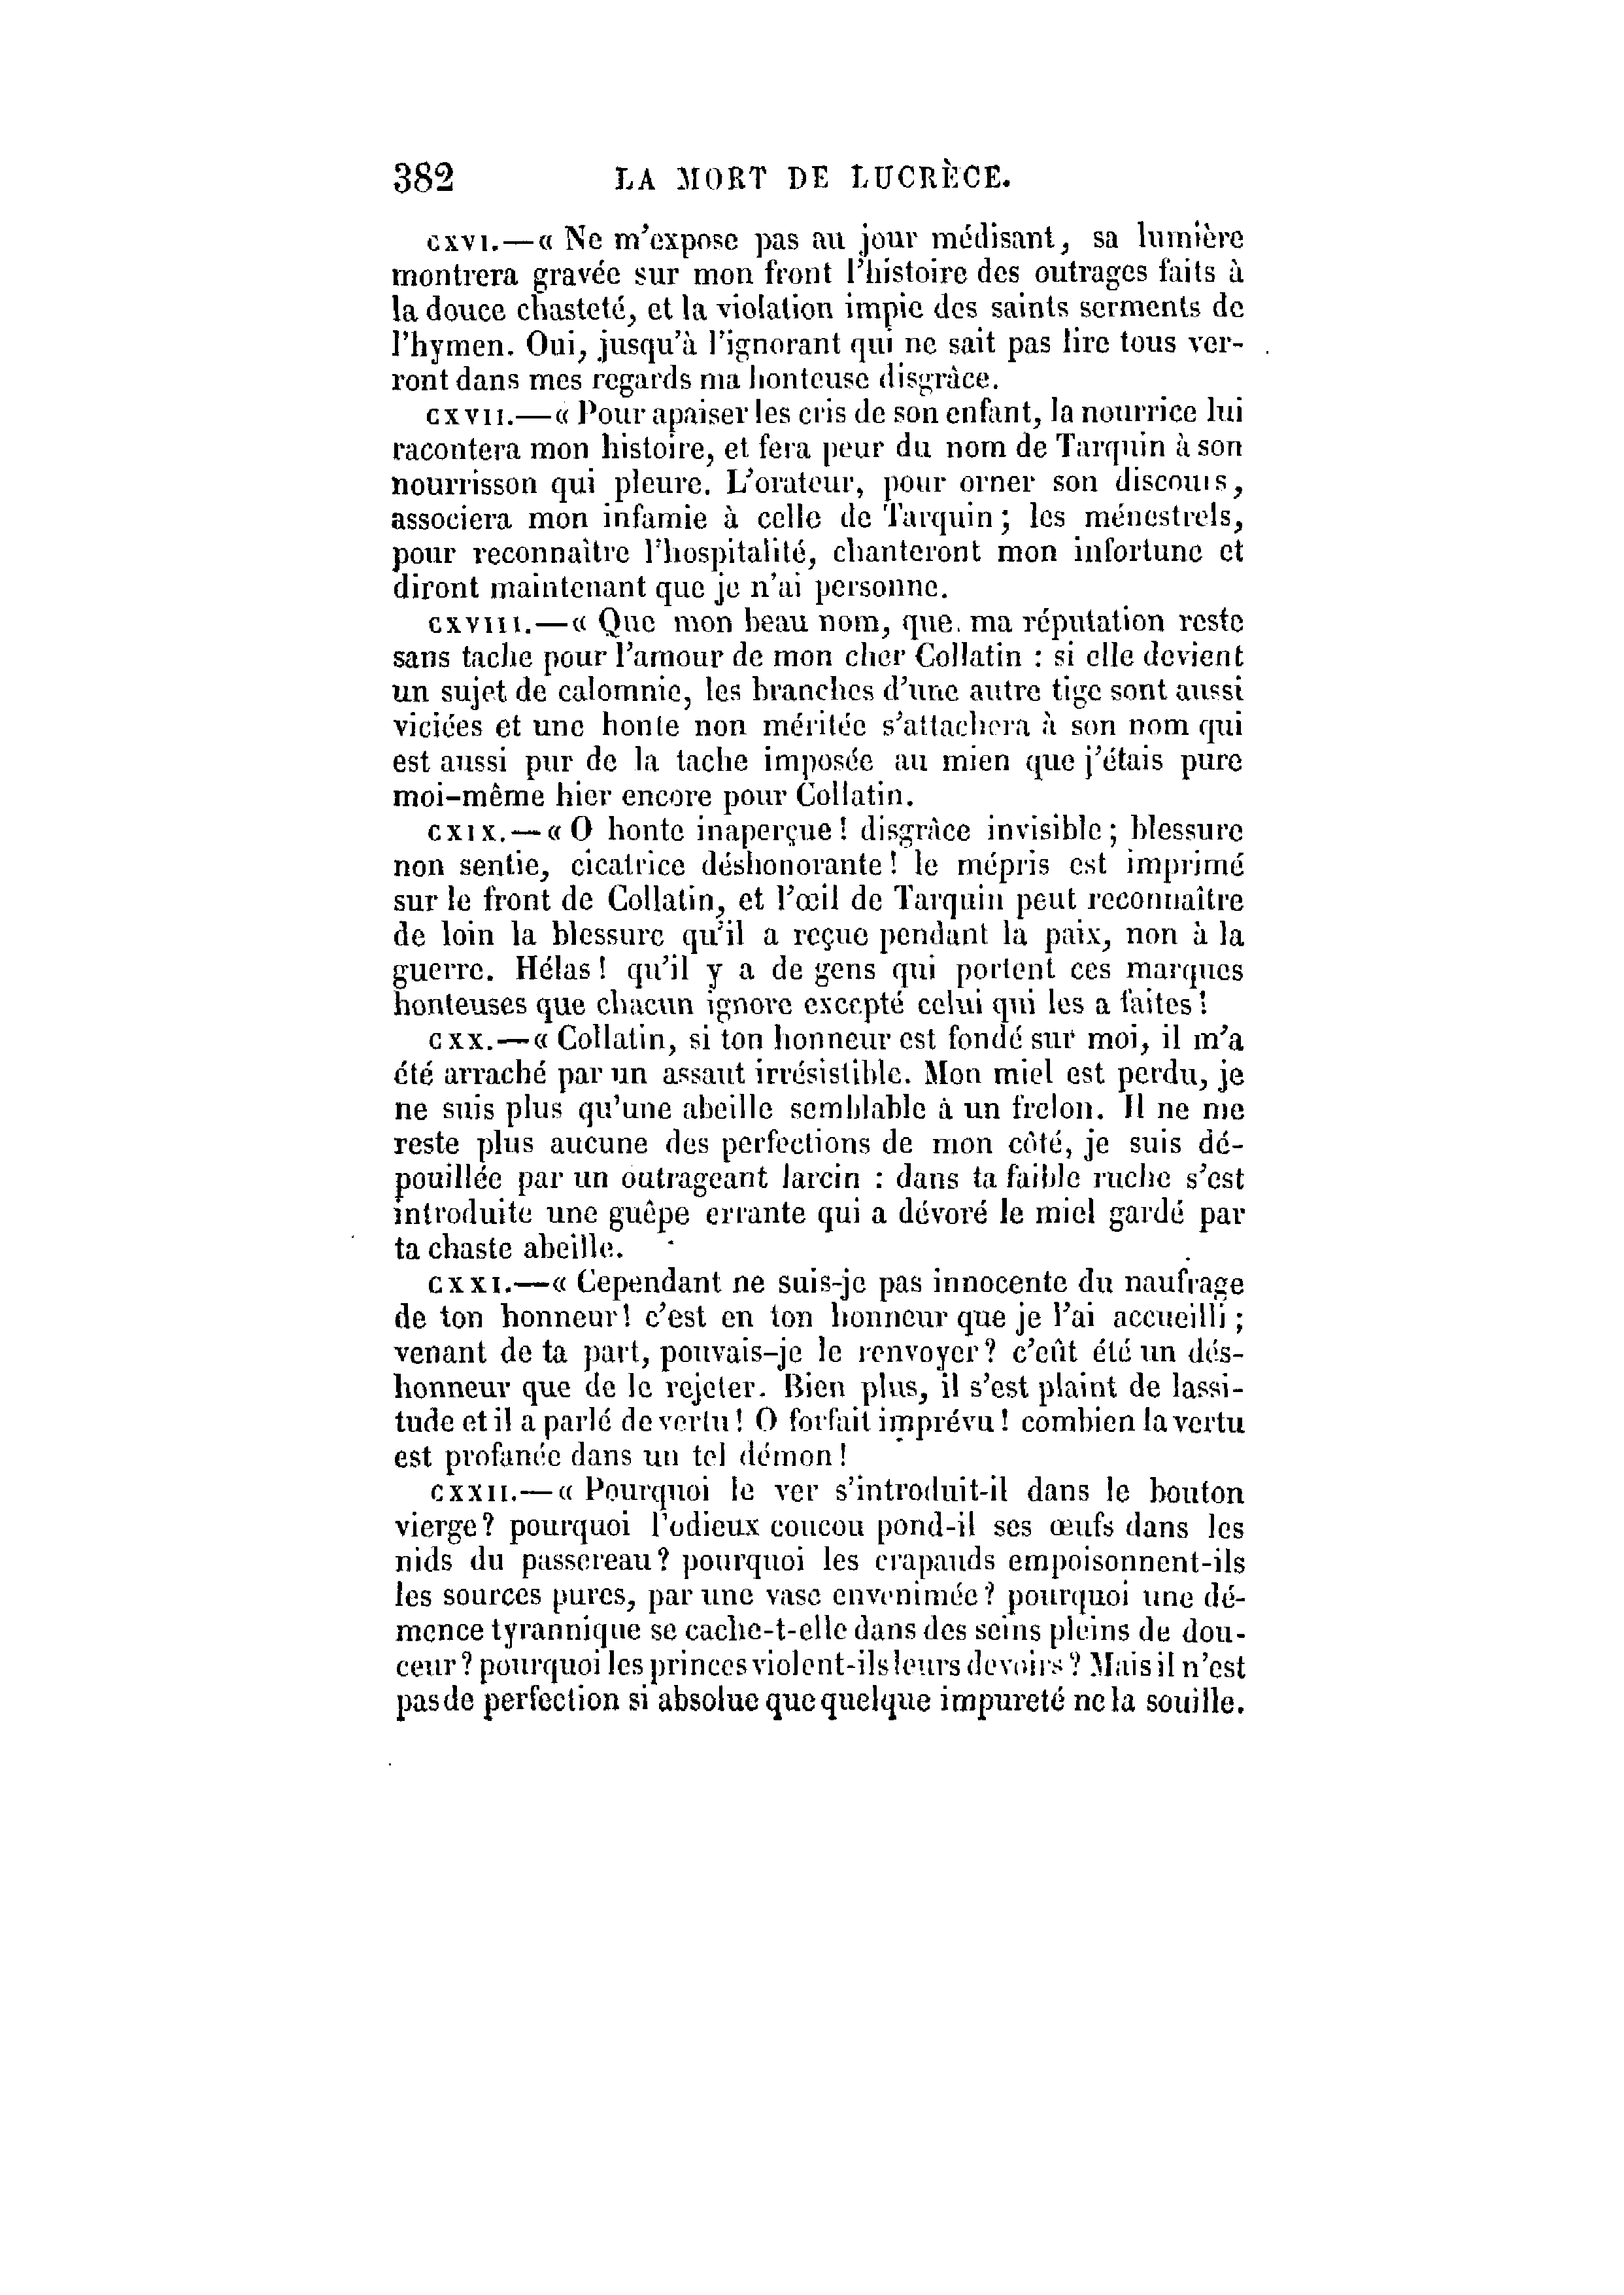 382 LA MORT DE LUCRÈCE.
CXVI.—« Ne m'expose pas au jour médisant, sa lumière
montrera gravée sur mon front l'histoire des outrages faits à
la douce chasteté, et la violation impie des saints serments de
l'hymen. Oui, jusqu'à l'ignorant qui ne sait pas lire tous ver-
ront dans mes regards ma honteuse disgrâce.
CXVII.—« Pour apaiser les cris de son enfant, la nourrice lui
racontera mon histoire, et fera peur du nom de Tarquin à son
nourrisson qui pleure. L'orateur, pour orner son discours,
associera mon infamie à celle de Tarquin ; les ménestrels,
pour reconnaître l'hospitalité, chanteront mon infortune et
diront maintenant que je n'ai personne.
CXVIII.—« Que mon beau nom, que ma réputation reste
sans tache pour l'amour de mon cher Collatin : si elle devient
un sujet de calomnie, les branches d'une autre tige sont aussi
viciées et une honte non méritée s'attachera à son nom qui
est aussi pur de la tache imposée au mien que j'étais pure
moi-même hier encore pour Collatin.
CXIX.—« O honte inaperçue ! disgrâce invisible ; blessure
non sentie, cicatrice déshonorante ! le mépris est imprimé
sur le front de Collatin, et l'œil de Tarquin peut reconnaître
de loin la blessure qu'il a reçue pendant la paix, non à la
guerre. Hélas ! qu'il y a de gens qui portent ces marques
honteuses que chacun ignore excepté celui qui les a faites !
CXX.—« Collatin, si ton honneur est fondé sur moi, il m'a
été arraché par un assaut irrésistible. Mon miel est perdu, je
ne suis plus qu'une abeille semblable à un frelon. Il ne me
reste plus aucune des perfections de mon côté, je suis dé-
pouillée par un outrageant larcin : dans ta faible ruche s'est
introduite une guêpe errante qui a dévoré le miel gardé par
ta chaste abeille.
CXXI.—« Cependant ne suis-je pas innocente du naufrage
de ton honneur ! c'est en ton honneur que je l'ai accueilli ;
venant de ta part, pouvais-je le renvoyer ? c'eût été un dés-
honneur que de le rejeter. Bien plus, il s'est plaint de lassi-
tude et il a parlé de vertu ! O forfait imprévu ! combien la vertu
est profanée dans un tel démon !
CXXII.—« Pourquoi le ver s'introduit-il dans le bouton
vierge ? pourquoi l'odieux coucou pond-il ses œufs dans les
nids du passereau ? pourquoi les crapauds empoisonnent-ils
les sources pures, par une vase envenimée ? pourquoi une dé-
mence tyrannique se cache-t-elle dans des seins pleins de dou-
ceur ? pourquoi les princes violent-ils leurs devoirs ? Mais il n'est
pas de perfection si absolue que quelque impureté ne la souille.